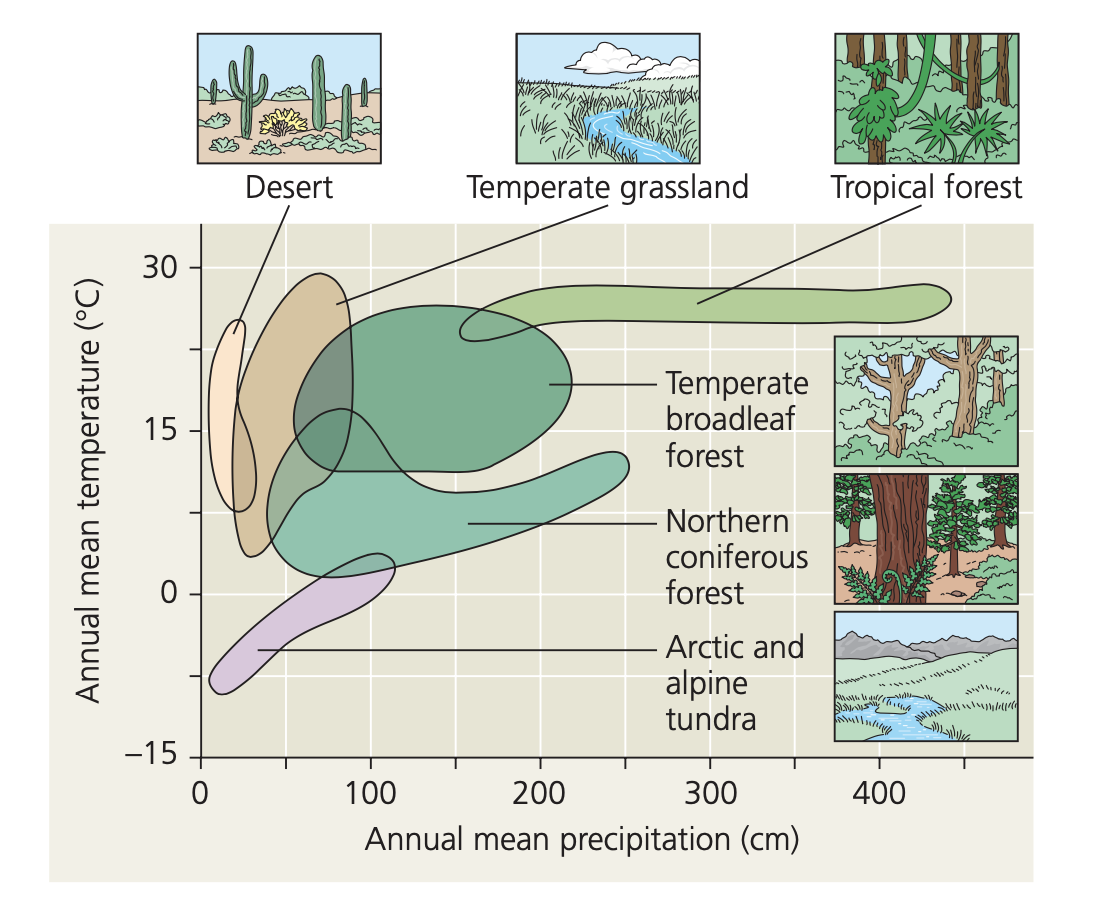 Desert
Temperate grassland
Tropical forest
Annual mean temperature (°C)
30
15
0
–15
Temperate
broadleaf
forest
Northern
coniferous
forest
Arctic and
alpine
tundra
0
100
200
300
400
Annual mean precipitation (cm)